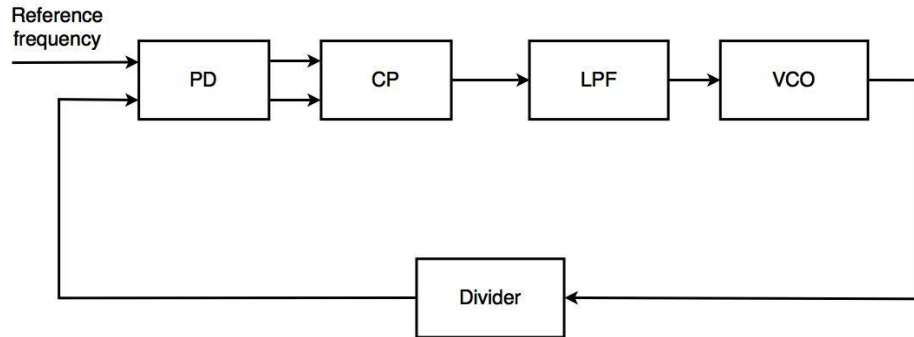 Reference
frequency
PD
CP
LPF
VCO
Divider